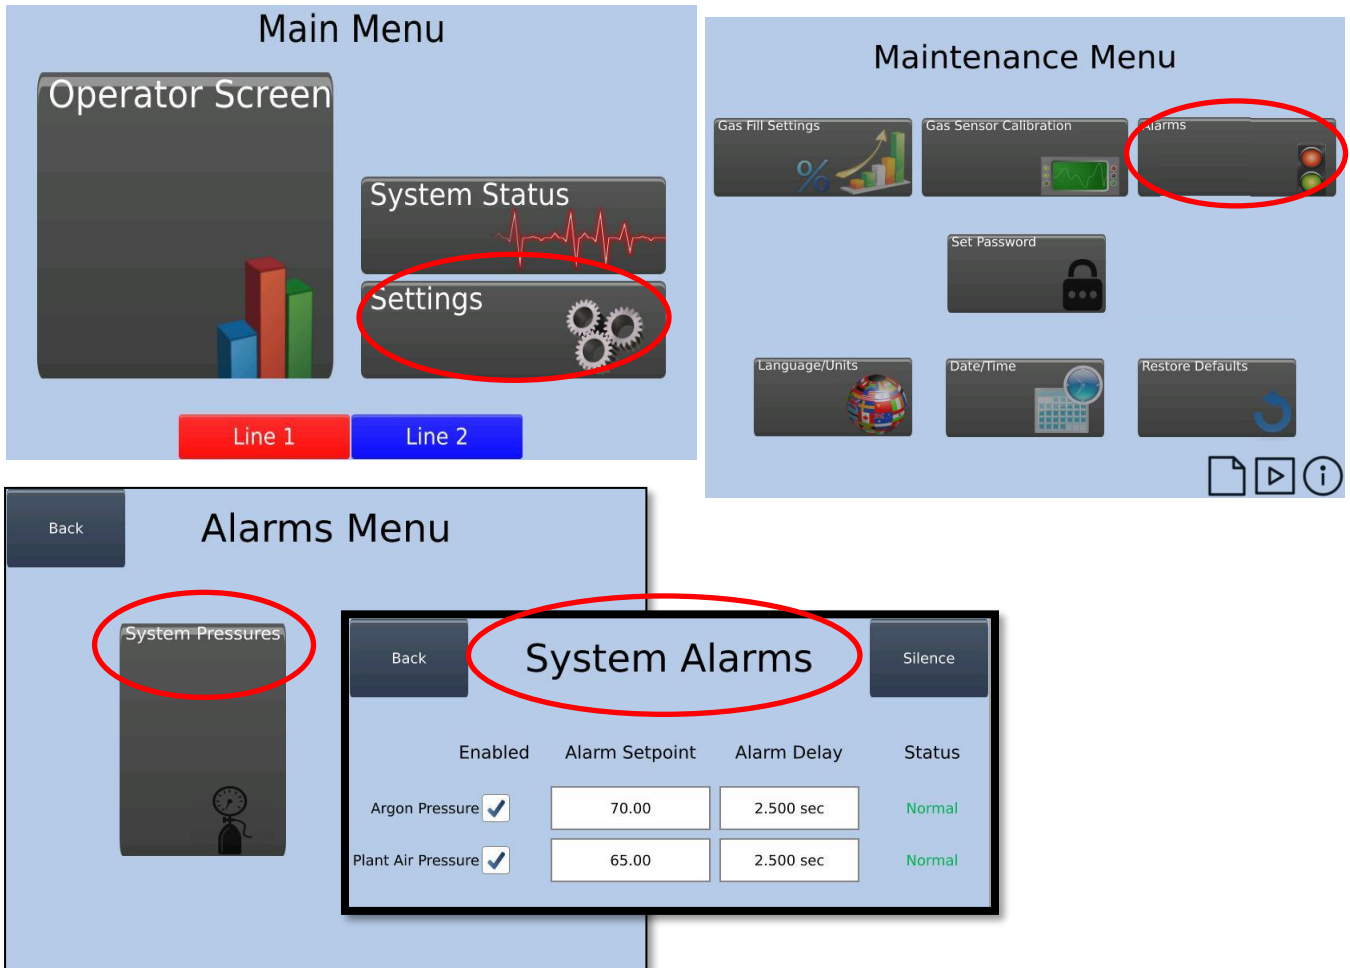 Main Menu
Operator Screen
System Status
Settings
Line 1 Line 2
Maintenance Menu
Gas Fill Settings Gas Sensor Calibration Alarms
%
Set Password
Language/Units Date/Time Restore Defaults
i
Back Alarms Menu
System Pressures
Back System Alarms Silence
Enabled Alarm Setpoint Alarm Delay Status
Argon Pressure 70.00 2.500 sec Normal
Plant Air Pressure 65.00 2.500 sec Normal